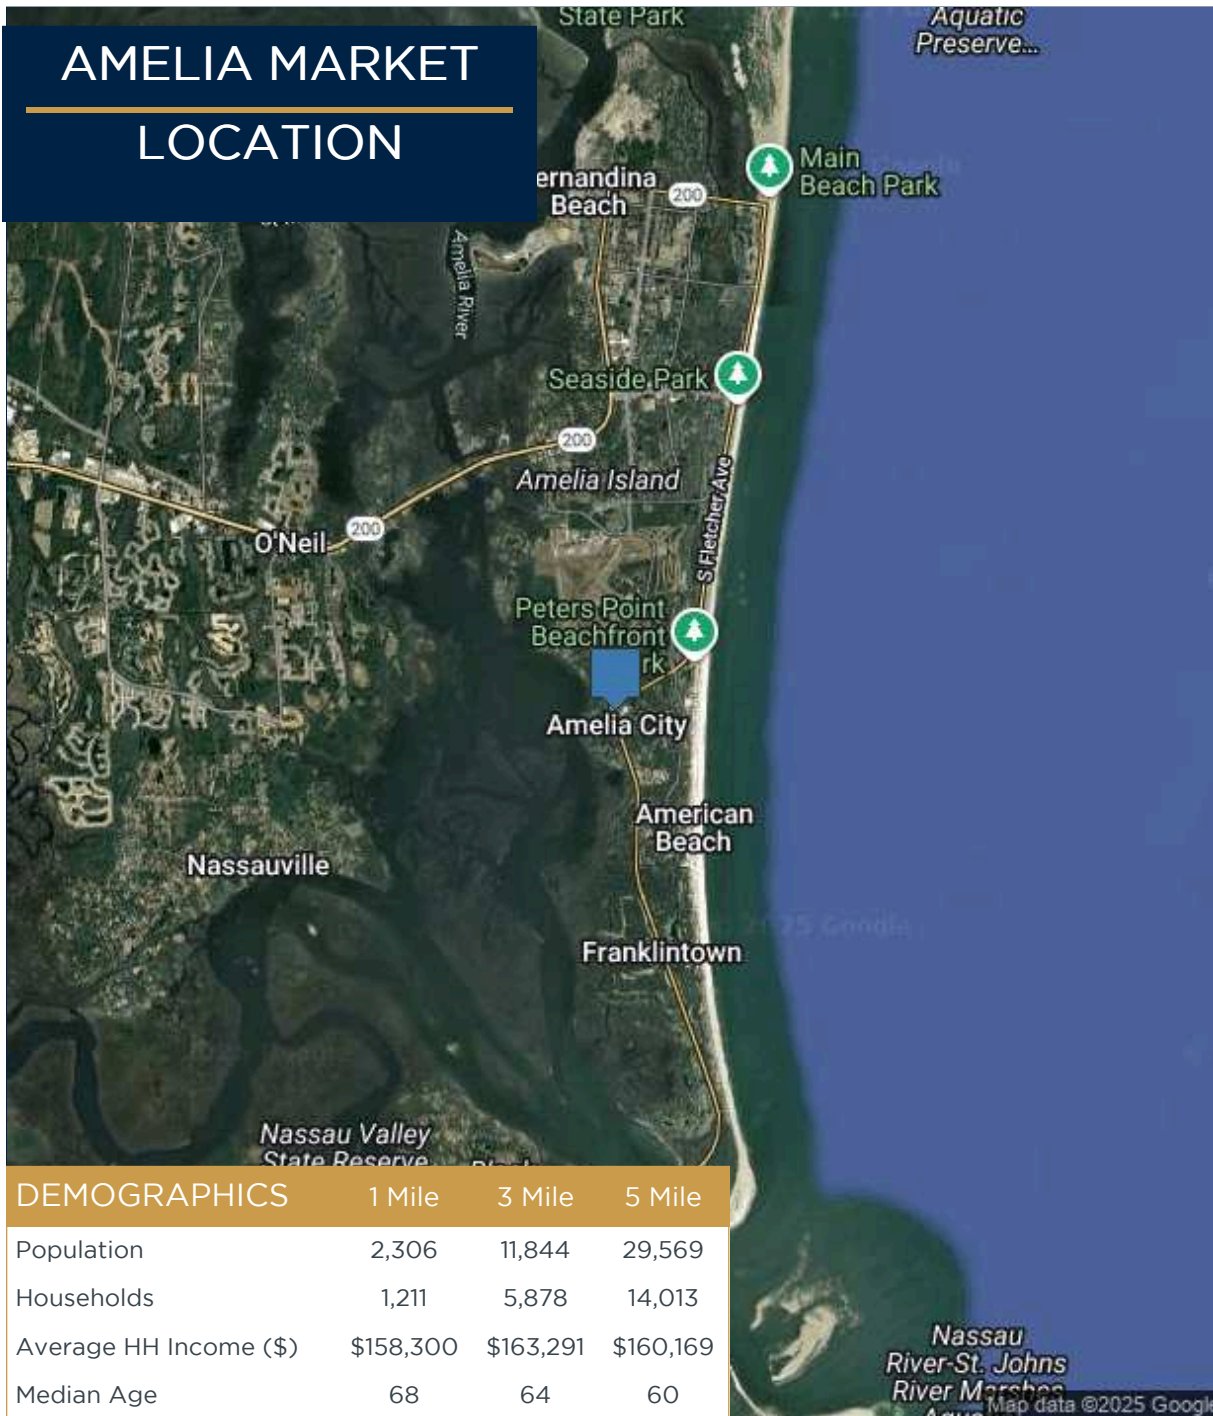 AMELIA MARKET
LOCATION
State Park
Aquatic
Preserve...
Main
Beach Park
ernandina
Beach
200
Amelia River
Seaside Park
200
Amelia Island
S Fletcher Ave
200
O'Neil
Peters Point
Beachfront
rk
Amelia City
American
Beach
Nassauville
Franklintown
Nassau Valley
State Reserve
DEMOGRAPHICS 1 Mile 3 Mile 5 Mile
Population 2,306 11,844 29,569
Households 1,211 5,878 14,013
Average HH Income ($) $158,300 $163,291 $160,169
Median Age 68 64 60
Nassau
River-St. Johns
River Marshes
Map data ©2025 Google